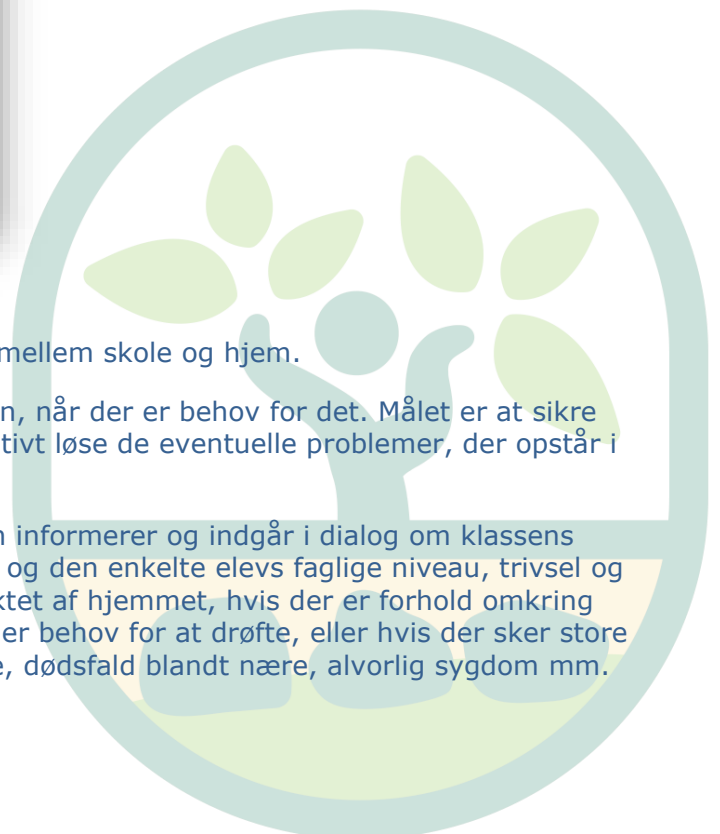 mellem skole og hjem.
n, når der er behov for det. Målet er at sikre
tivt løse de eventuelle problemer, der opstår i
informerer og indgår i dialog om klassens
og den enkelte elevs faglige niveau, trivsel og
ktet af hjemmet, hvis der er forhold omkring
er behov for at drøfte, eller hvis der sker store
e, dødsfald blandt nære, alvorlig sygdom mm.